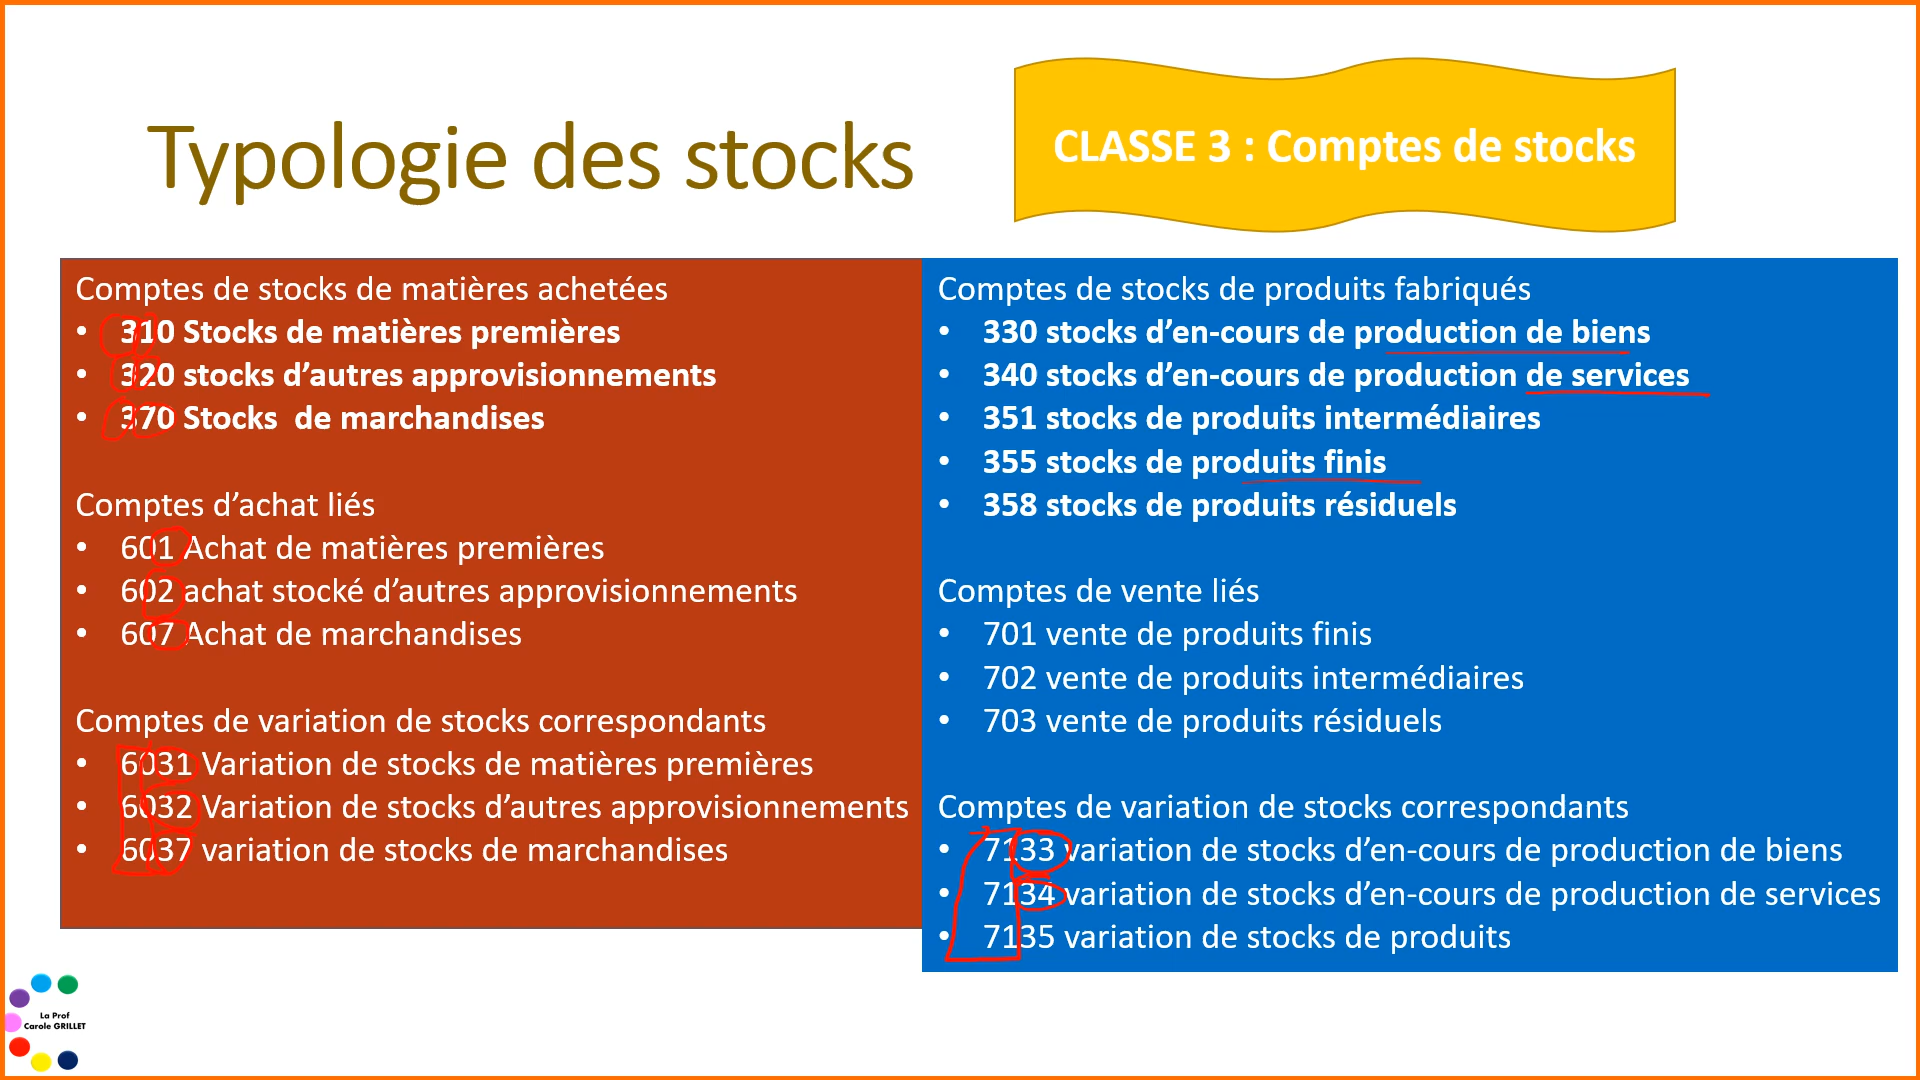 Typologie des stocks
CLASSE 3 : Comptes de stocks
Comptes de stocks de matières achetées
• 310 Stocks de matières premières
• 320 stocks d’autres approvisionnements
• 370 Stocks  de marchandises
Comptes d’achat liés
• 601 Achat de matières premières
• 602 achat stocké d’autres approvisionnements
• 607 Achat de marchandises
Comptes de variation de stocks correspondants
• 6031 Variation de stocks de matières premières
• 6032 Variation de stocks d’autres approvisionnements
• 6037 variation de stocks de marchandises
Comptes de stocks de produits fabriqués
• 330 stocks d’en-cours de production de biens
• 340 stocks d’en-cours de production de services
• 351 stocks de produits intermédiaires
• 355 stocks de produits finis
• 358 stocks de produits résiduels
Comptes de vente liés
• 701 vente de produits finis
• 702 vente de produits intermédiaires
• 703 vente de produits résiduels
Comptes de variation de stocks correspondants
• 7133 variation de stocks d’en-cours de production de biens
• 7134 variation de stocks d’en-cours de production de services
• 7135 variation de stocks de produits
La Prof
Carole GRILLET